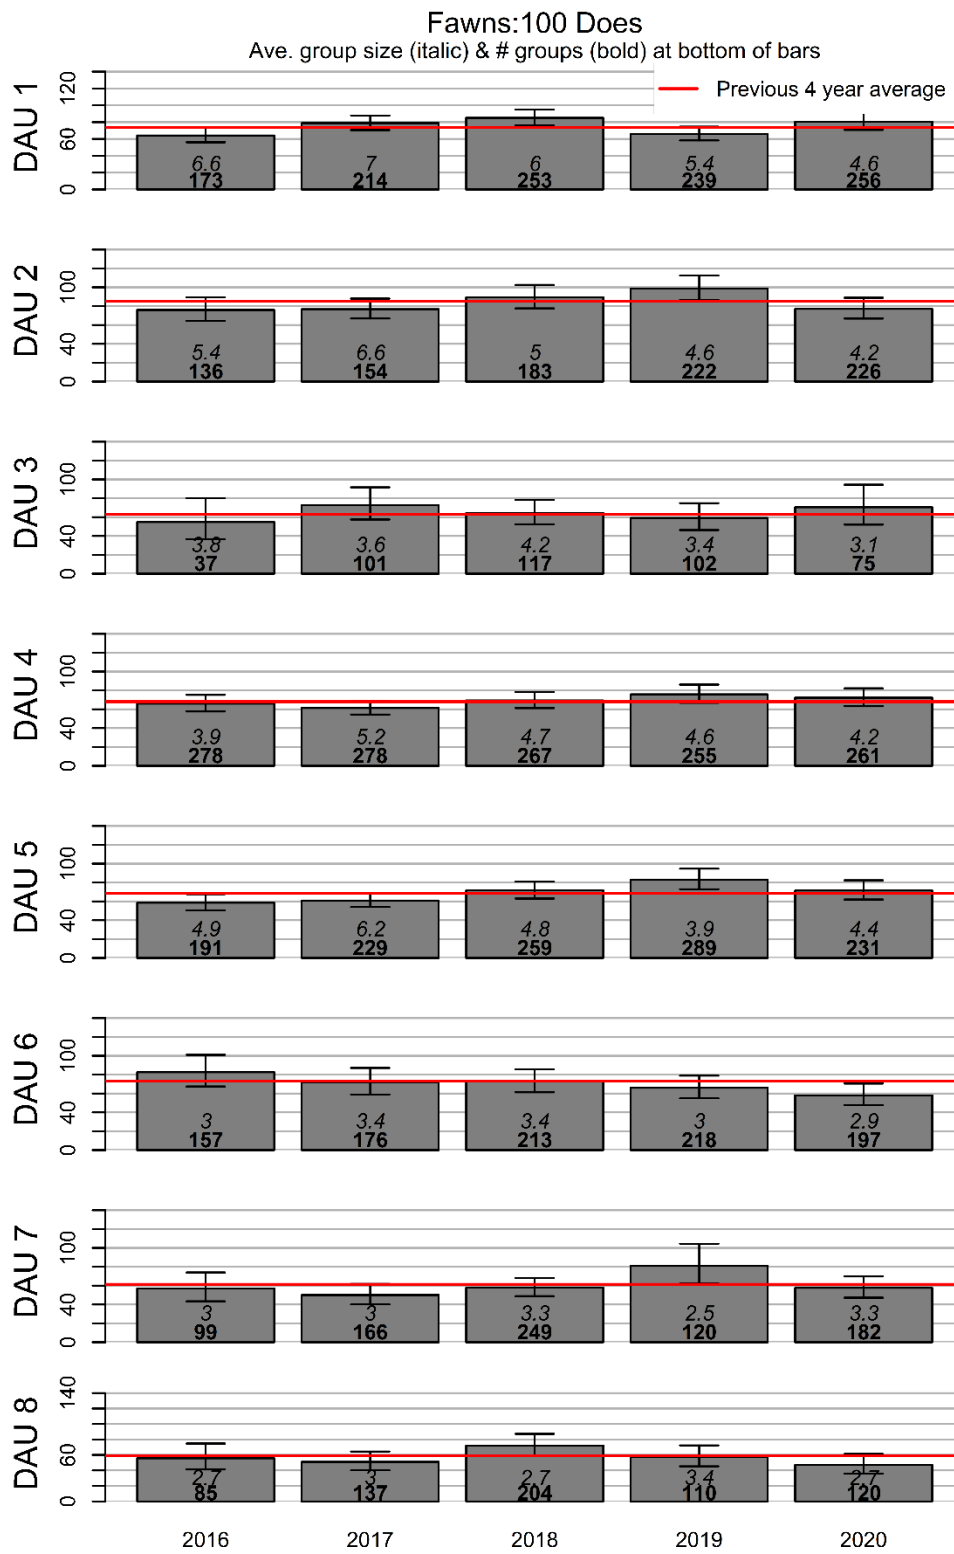 Fawns:100 Does
Ave. group size (italic) & # groups (bold) at bottom of bars
Previous 4 year average
DAU 1
0 60 120
6.6 7 6 5.4 4.6
173 214 253 239 256
DAU 2
0 40 100
5.4 6.6 5 4.6 4.2
136 154 183 222 226
DAU 3
0 40 100
3.8 3.6 4.2 3.4 3.1
37 101 117 102 75
DAU 4
0 40 100
3.9 5.2 4.7 4.6 4.2
278 278 267 255 261
DAU 5
0 40 100
4.9 6.2 4.8 3.9 4.4
191 229 259 289 231
DAU 6
0 40 100
3 3.4 3.4 3 2.9
157 176 213 218 197
DAU 7
0 40 100
3 3 3.3 2.5 3.3
99 166 249 120 182
DAU 8
0 60 140
2.7 3 2.7 3.4 2.7
85 137 204 110 120
2016 2017 2018 2019 2020